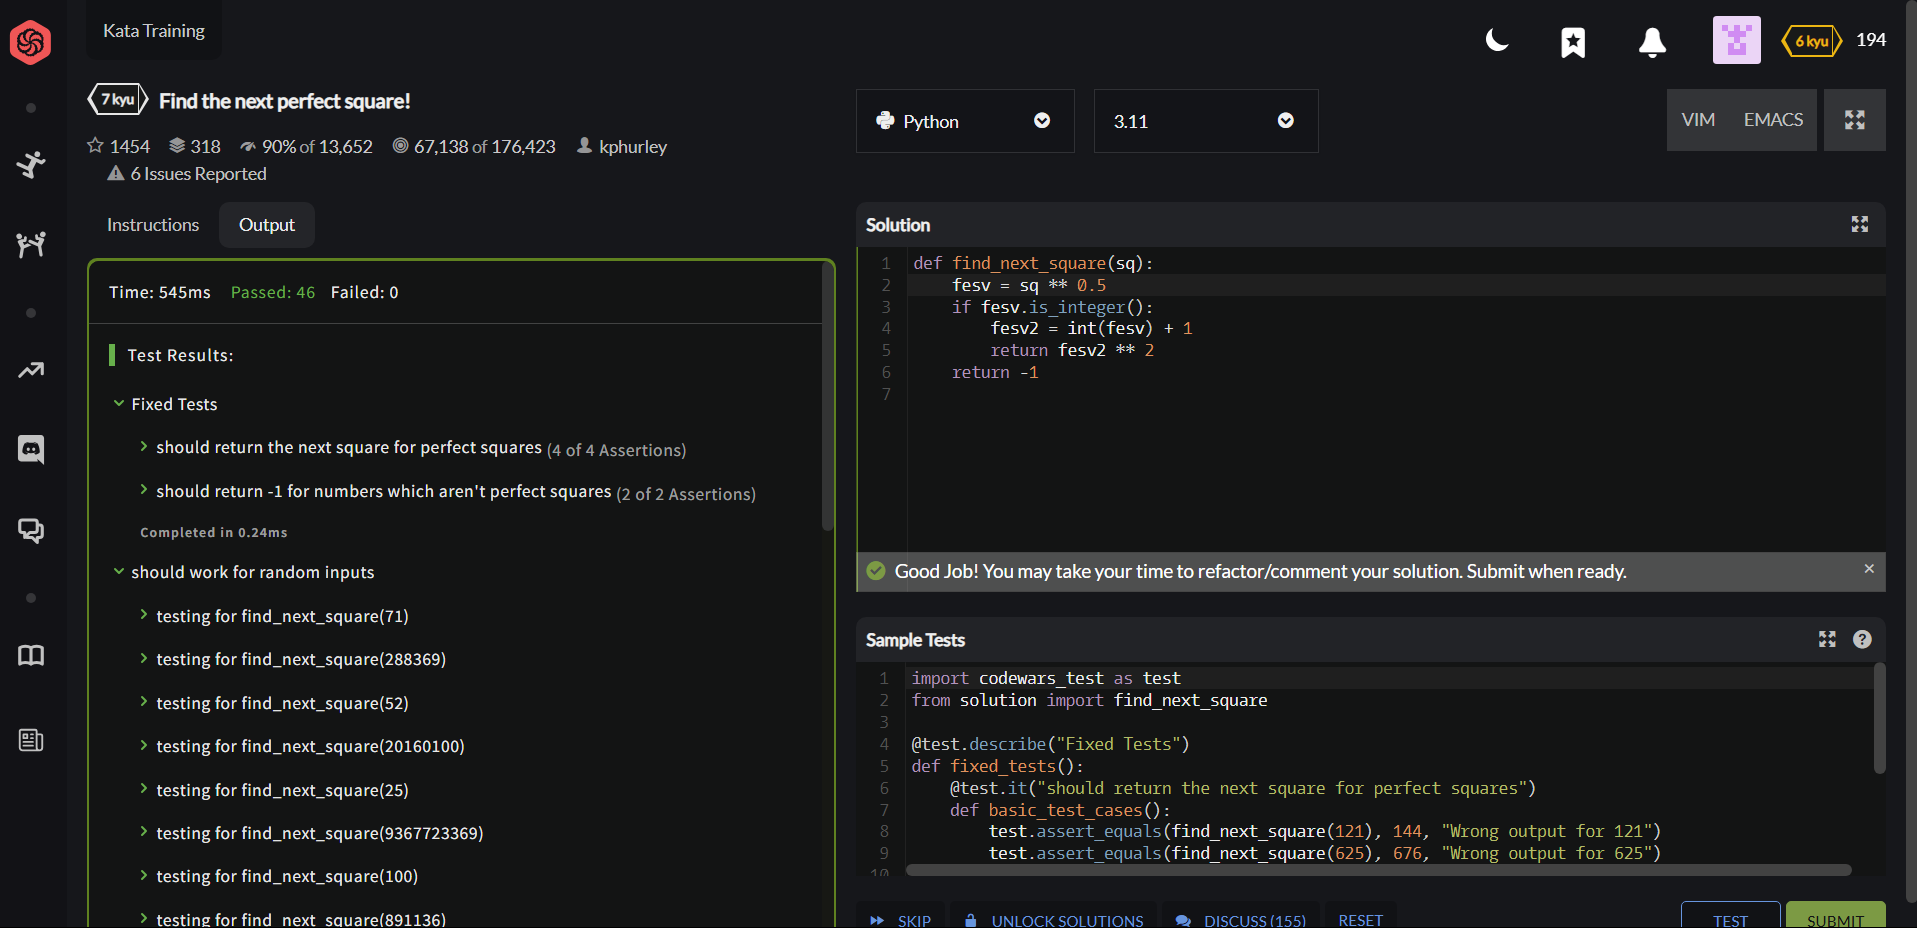 Kata Training
6 kyu 194
7 kyu Find the next perfect square!
1454 318 90% of 13,652 67,138 of 176,423 kphurley
6 Issues Reported
Python
3.11
VIM EMACS
Instructions Output
Time: 545ms Passed: 46 Failed: 0
Test Results:
Fixed Tests
should return the next square for perfect squares (4 of 4 Assertions)
should return -1 for numbers which aren't perfect squares (2 of 2 Assertions)
Completed in 0.24ms
should work for random inputs
testing for find_next_square(71)
testing for find_next_square(288369)
testing for find_next_square(52)
testing for find_next_square(20160100)
testing for find_next_square(25)
testing for find_next_square(9367723369)
testing for find_next_square(100)
testing for find_next_square(891136)
Solution
1 def find_next_square(sq):
2 fesv = sq ** 0.5
3 if fesv.is_integer():
4 fesv2 = int(fesv) + 1
5 return fesv2 ** 2
6 return -1
7
Good Job! You may take your time to refactor/comment your solution. Submit when ready.
Sample Tests
1 import codewars_test as test
2 from solution import find_next_square
3
4 @test.describe("Fixed Tests")
5 def fixed_tests():
6 @test.it("should return the next square for perfect squares")
7 def basic_test_cases():
8 test.assert_equals(find_next_square(121), 144, "Wrong output for 121")
9 test.assert_equals(find_next_square(625), 676, "Wrong output for 625")
10
SKIP UNLOCK SOLUTIONS DISCUSS (155) RESET TEST SUBMIT